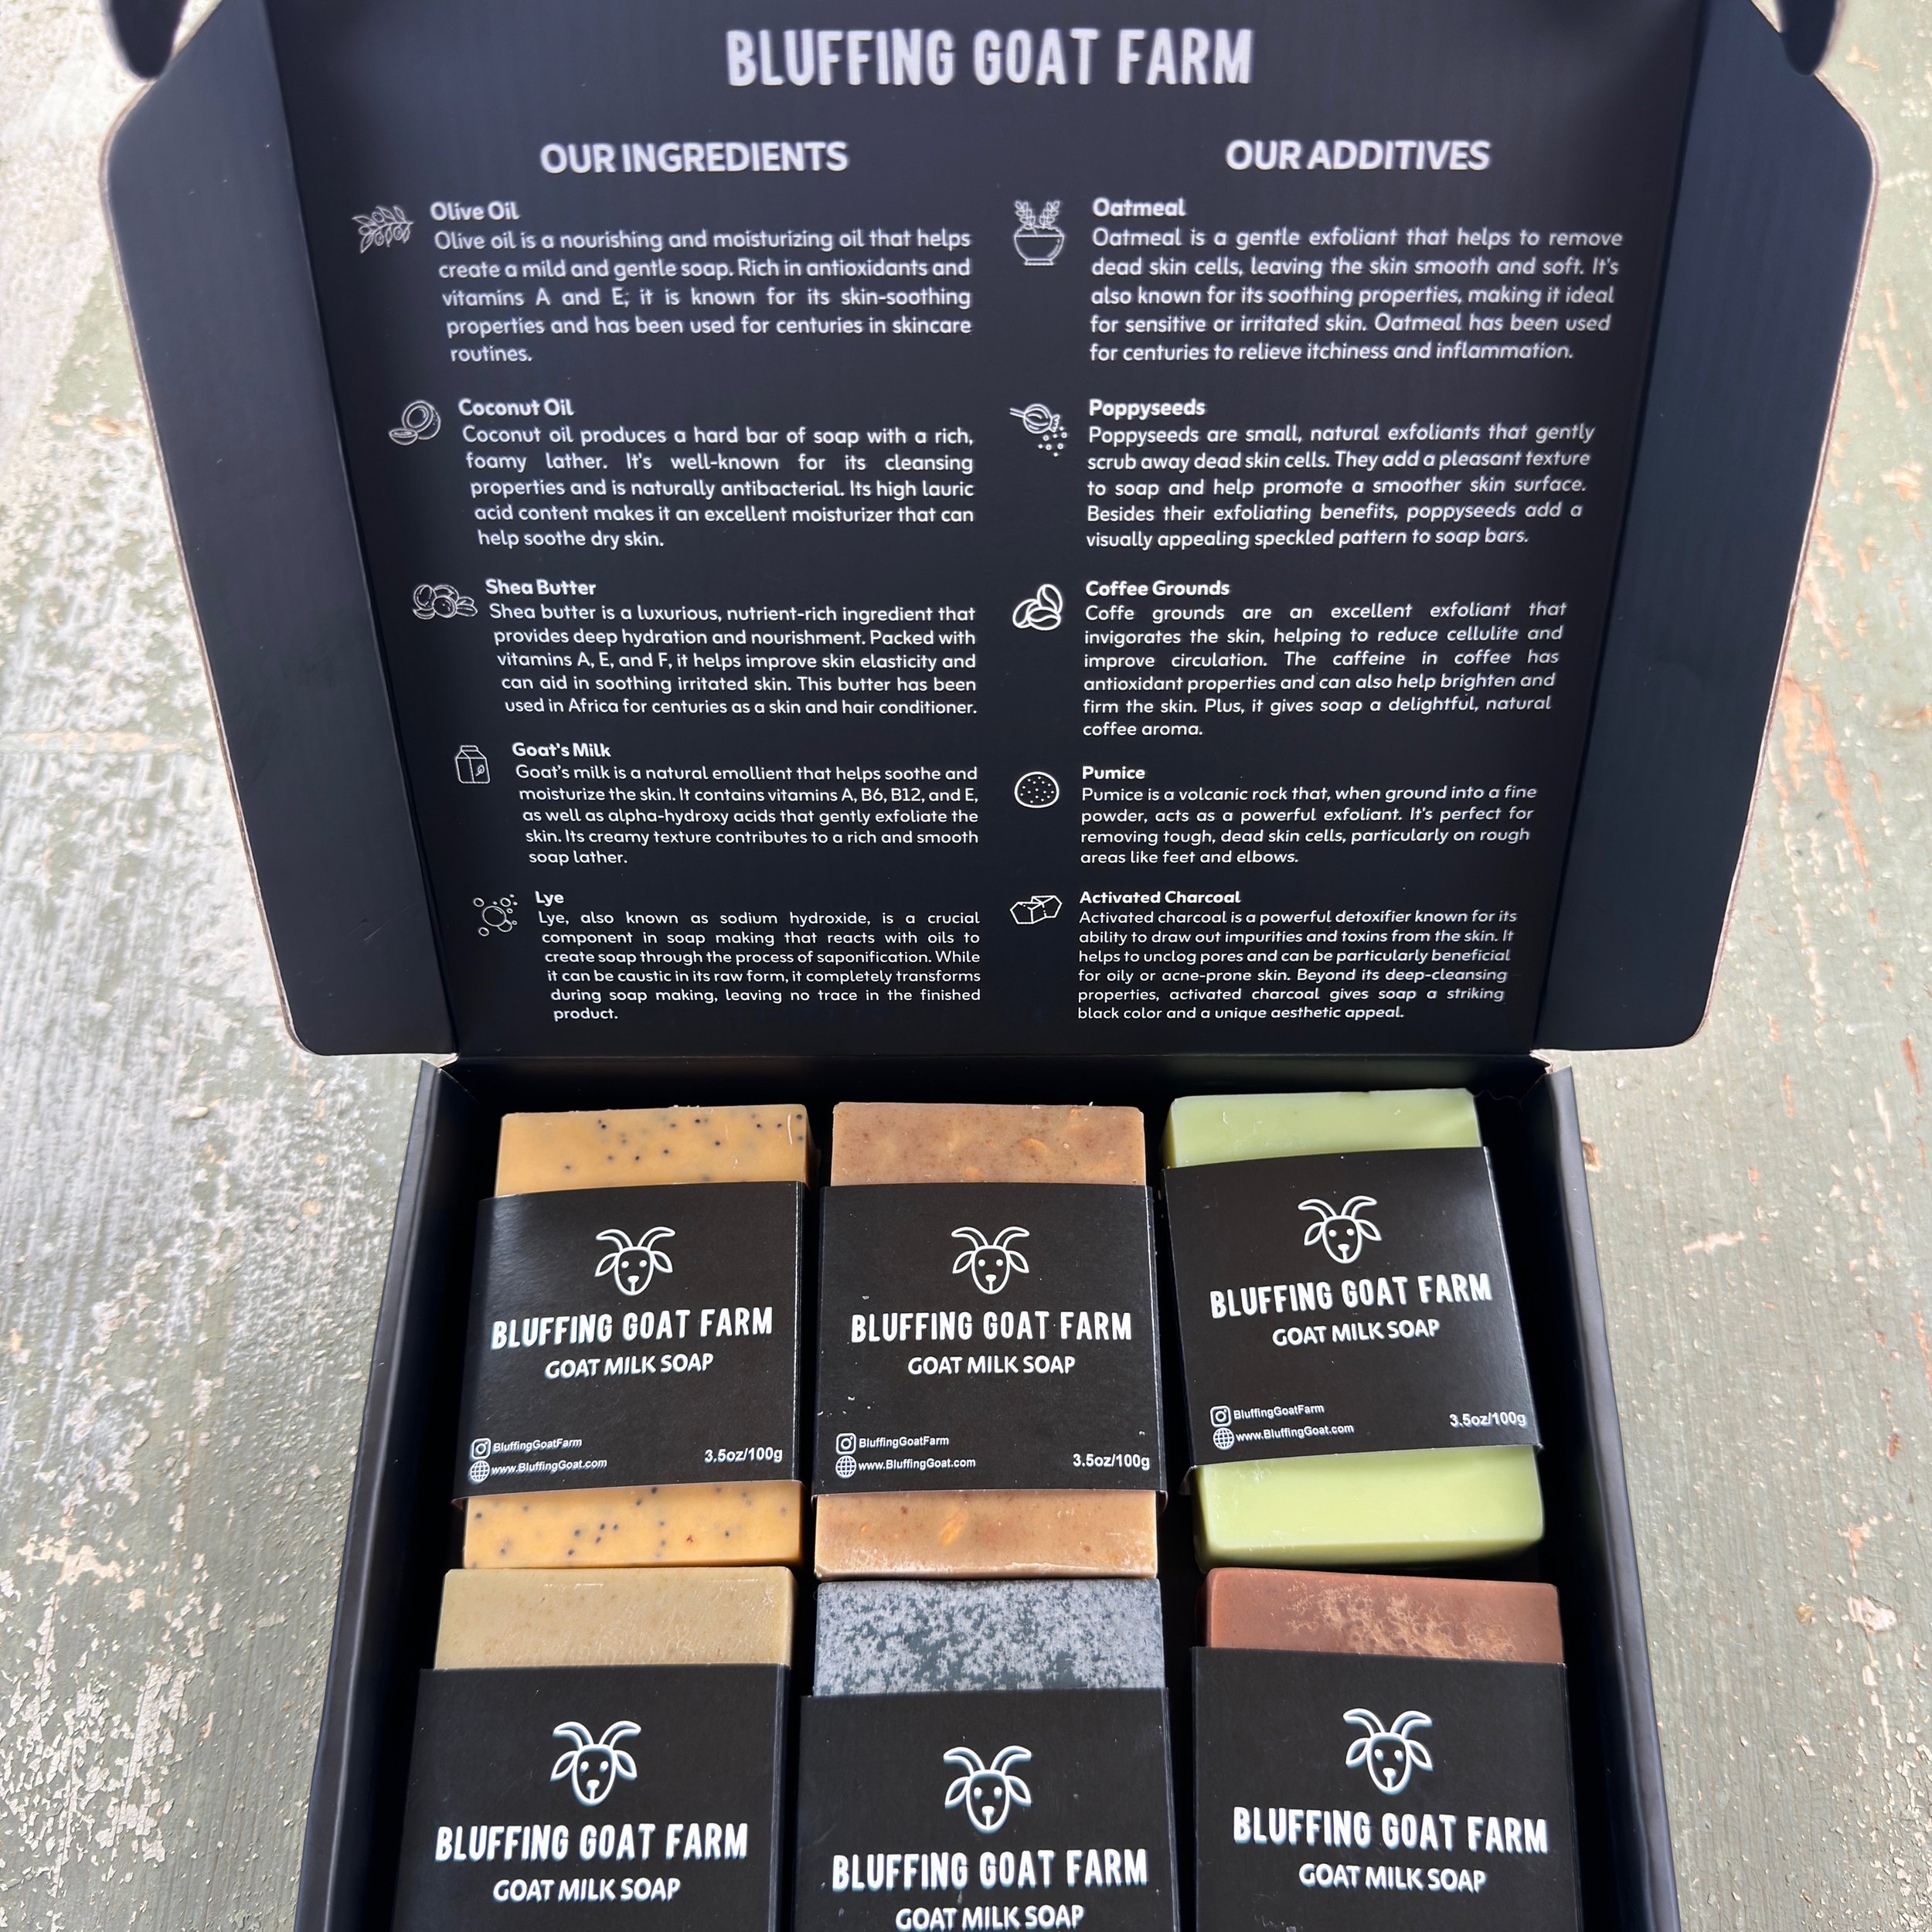 BLUFFING GOAT FARM
OUR INGREDIENTS
Olive Oil
Olive oil is a nourishing and moisturizing oil that helps
create a mild and gentle soap. Rich in antioxidants and
vitamins A and E; it is known for its skin-soothing
properties and has been used for centuries in skincare
routines.
Coconut Oil
Coconut oil produces a hard bar of soap with a rich,
foamy lather. It's well-known for its cleansing
properties and is naturally antibacterial. Its high lauric
acid content makes it an excellent moisturizer that can
help soothe dry skin.
Shea Butter
Shea butter is a luxurious, nutrient-rich ingredient that
provides deep hydration and nourishment. Packed with
vitamins A, E, and F, it helps improve skin elasticity and
can aid in soothing irritated skin. This butter has been
used in Africa for centuries as a skin and hair conditioner.
Goat's Milk
Goat's milk is a natural emollient that helps soothe and
moisturize the skin. It contains vitamins A, B6, B12, and E,
as well as alpha-hydroxy acids that gently exfoliate the
skin. Its creamy texture contributes to a rich and smooth
soap lather.
Lye
Lye, also known as sodium hydroxide, is a crucial
component in soap making that reacts with oils to
create soap through the process of saponification. While
it can be caustic in its raw form, it completely transforms
during soap making, leaving no trace in the finished
product.
OUR ADDITIVES
Oatmeal
Oatmeal is a gentle exfoliant that helps to remove
dead skin cells, leaving the skin smooth and soft. It's
also known for its soothing properties, making it ideal
for sensitive or irritated skin. Oatmeal has been used
for centuries to relieve itchiness and inflammation.
Poppyseeds
Poppyseeds are small, natural exfoliants that gently
scrub away dead skin cells. They add a pleasant texture
to soap and help promote a smoother skin surface.
Besides their exfoliating benefits, poppyseeds add a
visually appealing speckled pattern to soap bars.
Coffee Grounds
Coffe grounds are an excellent exfoliant that
invigorates the skin, helping to reduce cellulite and
improve circulation. The caffeine in coffee has
antioxidant properties and can also help brighten and
firm the skin. Plus, it gives soap a delightful, natural
coffee aroma.
Pumice
Pumice is a volcanic rock that, when ground into a fine
powder, acts as a powerful exfoliant. It's perfect for
removing tough, dead skin cells, particularly on rough
areas like feet and elbows.
Activated Charcoal
Activated charcoal is a powerful detoxifier known for its
ability to draw out impurities and toxins from the skin. It
helps to unclog pores and can be particularly beneficial
for oily or acne-prone skin. Beyond its deep-cleansing
properties, activated charcoal gives soap a striking
black color and a unique aesthetic appeal.
BLUFFING GOAT FARM
GOAT MILK SOAP
BluffingGoatFarm
www.BluffingGoat.com
3.5oz/100g
BLUFFING GOAT FARM
GOAT MILK SOAP
BluffingGoatFarm
www.BluffingGoat.com
3.5oz/100g
BLUFFING GOAT FARM
GOAT MILK SOAP
BluffingGoatFarm
www.BluffingGoat.com
3.5oz/100g
BLUFFING GOAT FARM
GOAT MILK SOAP
BLUFFING GOAT FARM
GOAT MILK SOAP
BLUFFING GOAT FARM
GOAT MILK SOAP